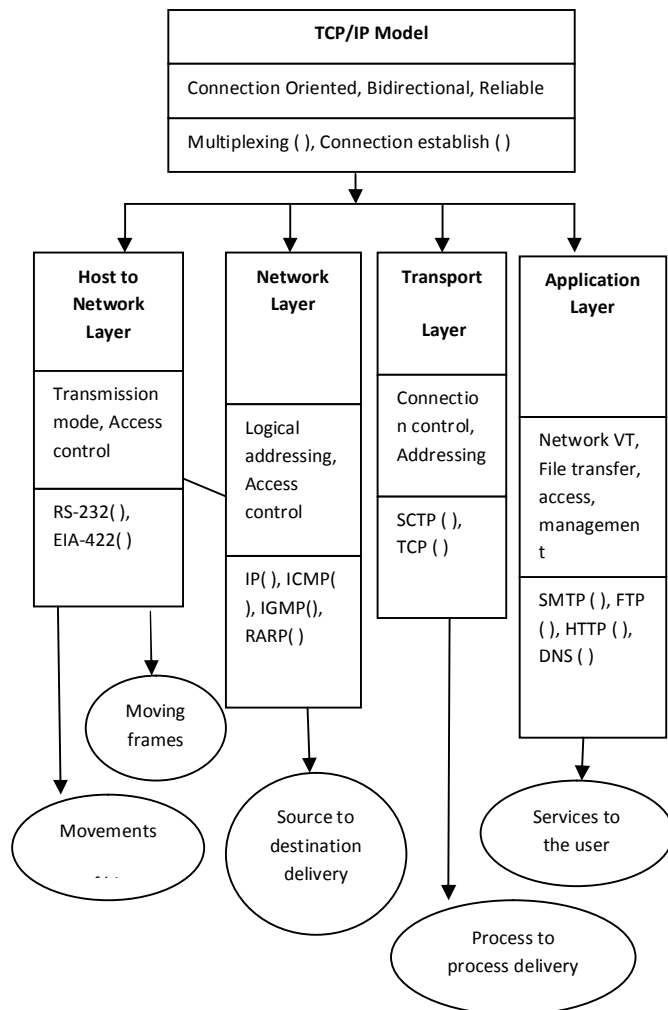 TCP/IP Model
Connection Oriented, Bidirectional, Reliable
Multiplexing ( ), Connection establish ( )
Host to
Network
Layer
Transmission
mode, Access
control
RS-232( ),
EIA-422( )
Network
Layer
Logical
addressing,
Access
control
IP( ), ICMP(
), IGMP(),
RARP( )
Transport
Layer
Connectio
n control,
Addressing
SCTP ( ),
TCP ( )
Application
Layer
Network VT,
File transfer,
access,
managemen
t
SMTP ( ), FTP
( ), HTTP ( ),
DNS ( )
Moving
frames
Movements
Source to
destination
delivery
Services to
the user
Process to
process delivery